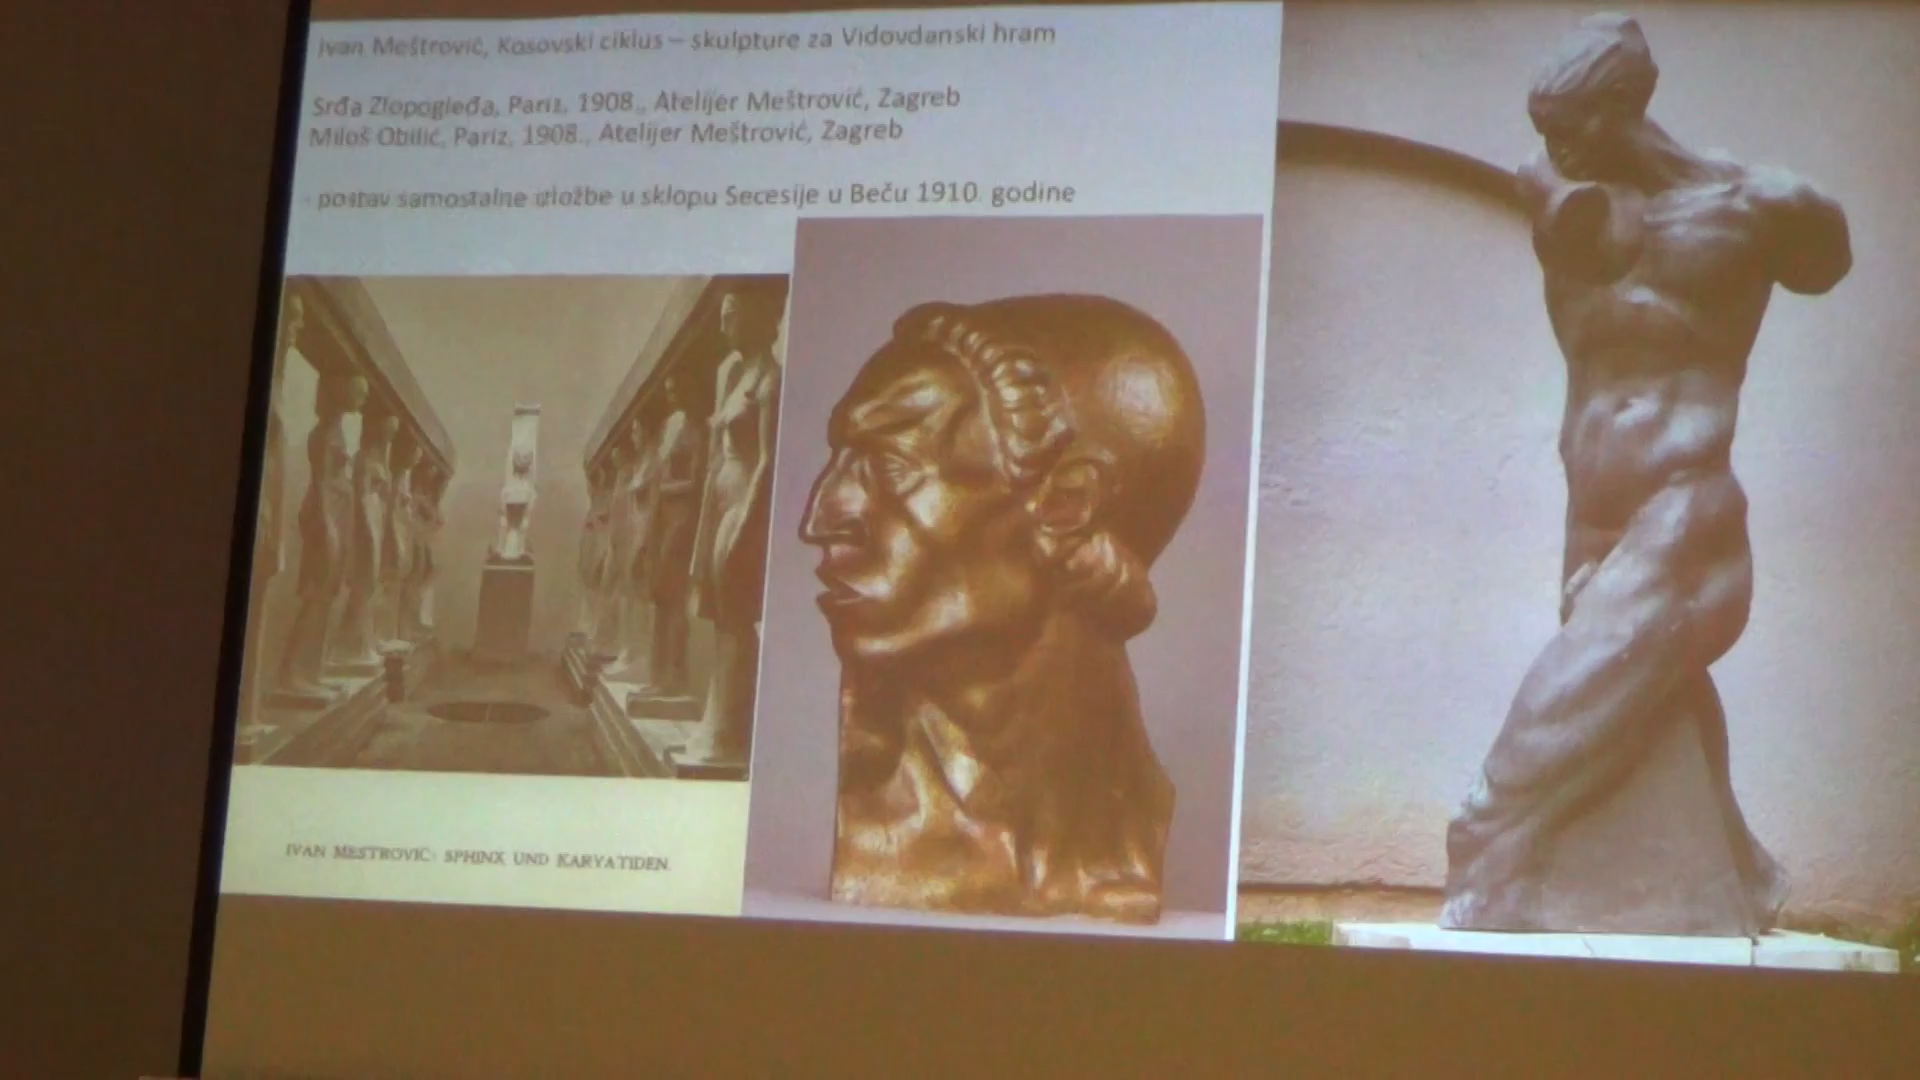 Ivan Meštrović, Kosovski ciklus – skulpture za Vidovdanski hram
Srđa Zlopogleđa, Pariz, 1908., Atelijer Meštrović, Zagreb
Miloš Obilić, Pariz, 1908., Atelijer Meštrović, Zagreb
- postav samostalne izložbe u sklopu Secesije u Beču 1910. godine
IVAN MESTROVIC: SPHINX UND KARYATIDEN.